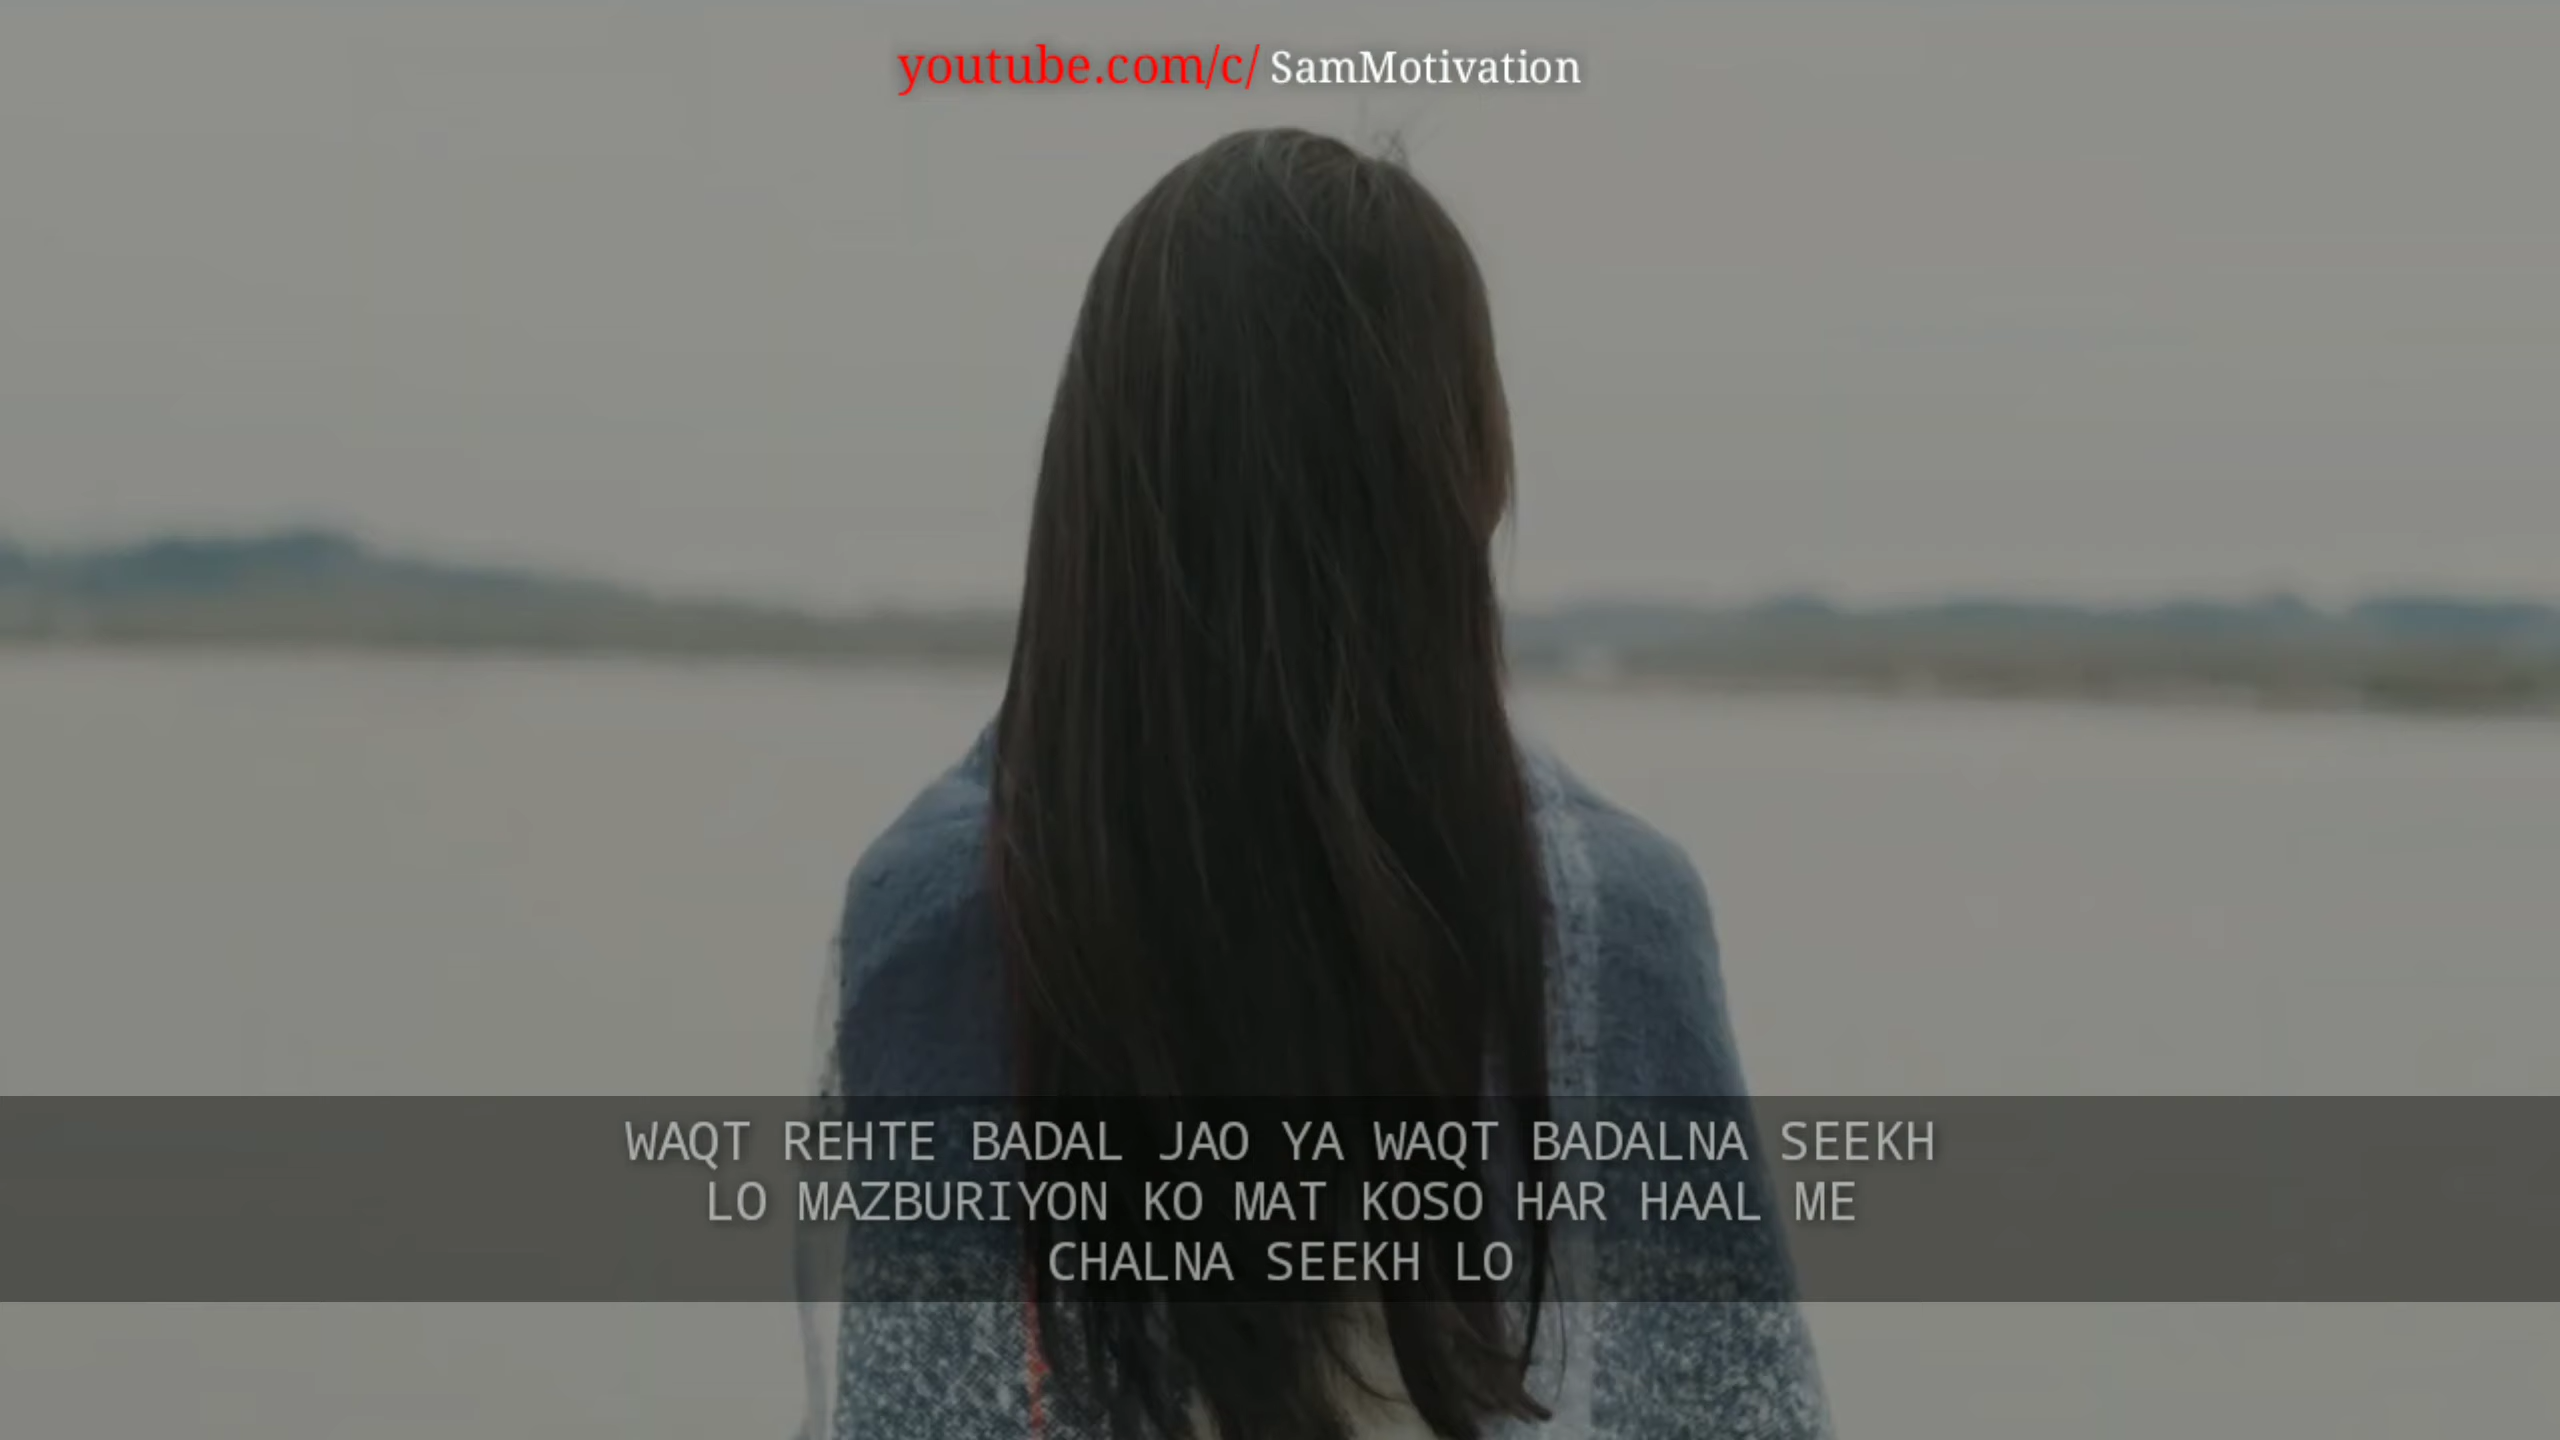 youtube.com/c/ SamMotivation
WAQT REHTE BADAL JAO YA WAQT BADALNA SEEKH
LO MAZBURIYON KO MAT KOSO HAR HAAL ME
CHALNA SEEKH LO